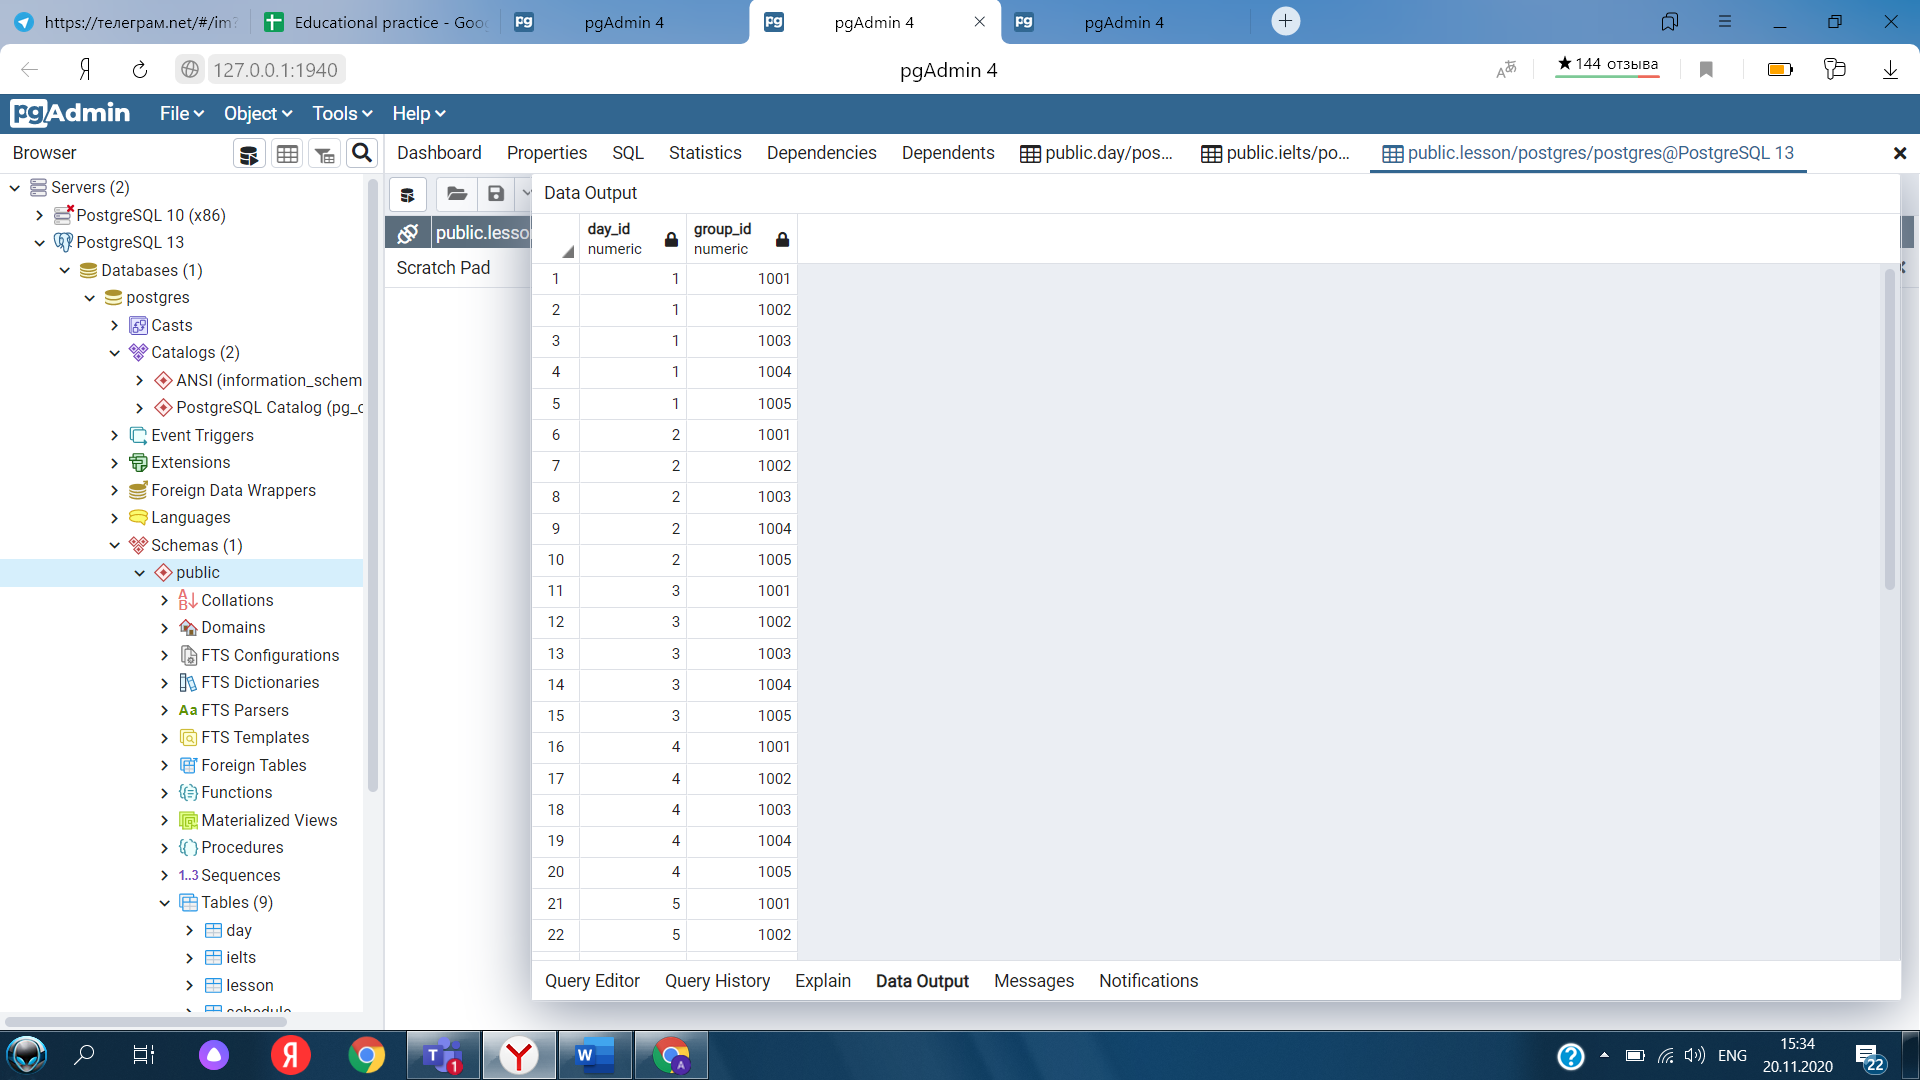 https://телеграм.net/#/im?
Educational practice - Goo
pgAdmin 4
pgAdmin 4
pgAdmin 4
127.0.0.1:1940
pgAdmin 4
★144 отзыва
pgAdmin
File
Object
Tools
Help
Browser
Dashboard
Properties
SQL
Statistics
Dependencies
Dependents
public.day/pos...
public.ielts/po...
public.lesson/postgres/postgres@PostgreSQL 13
Servers (2)
PostgreSQL 10 (x86)
PostgreSQL 13
Databases (1)
postgres
Casts
Catalogs (2)
ANSI (information_schem
PostgreSQL Catalog (pg_c
Event Triggers
Extensions
Foreign Data Wrappers
Languages
Schemas (1)
public
Collations
Domains
FTS Configurations
FTS Dictionaries
Aa FTS Parsers
FTS Templates
Foreign Tables
Functions
Materialized Views
Procedures
1..3 Sequences
Tables (9)
day
ielts
lesson
schedule
public.lesso
Scratch Pad
Data Output
day_id numeric
group_id numeric
1 1 1001
2 1 1002
3 1 1003
4 1 1004
5 1 1005
6 2 1001
7 2 1002
8 2 1003
9 2 1004
10 2 1005
11 3 1001
12 3 1002
13 3 1003
14 3 1004
15 3 1005
16 4 1001
17 4 1002
18 4 1003
19 4 1004
20 4 1005
21 5 1001
22 5 1002
Query Editor
Query History
Explain
Data Output
Messages
Notifications
ENG
15:34
20.11.2020
22